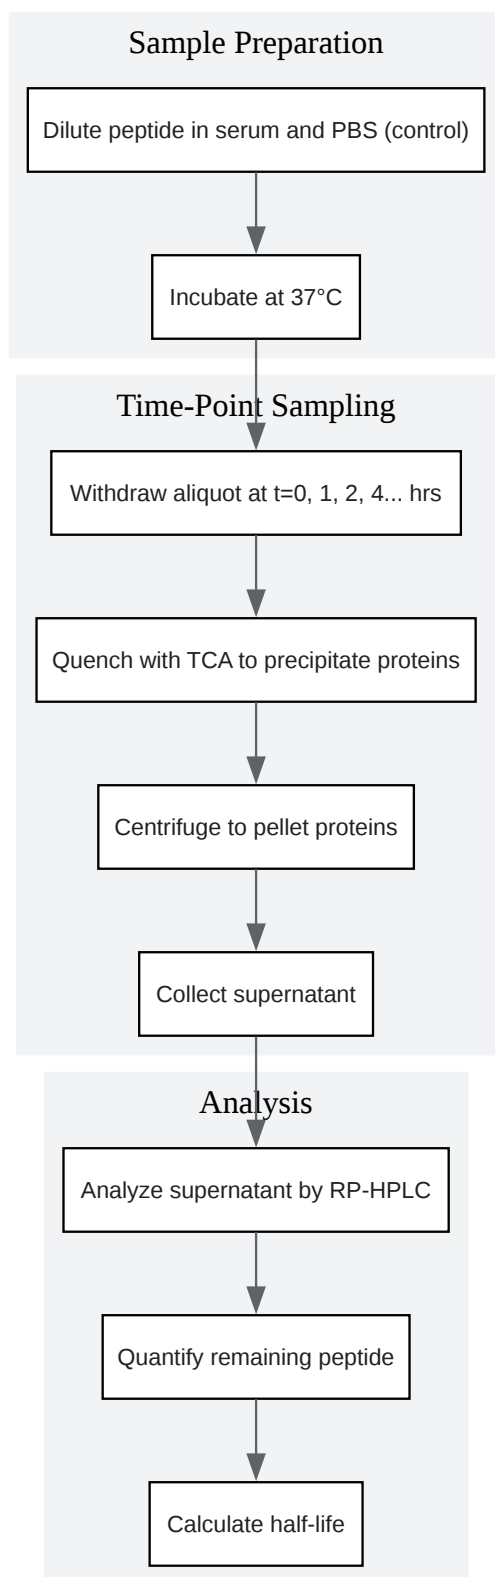 Sample Preparation
Dilute peptide in serum and PBS (control)
Incubate at 37°C
Time-Point Sampling
Withdraw aliquot at t=0, 1, 2, 4... hrs
Quench with TCA to precipitate proteins
Centrifuge to pellet proteins
Collect supernatant
Analysis
Analyze supernatant by RP-HPLC
Quantify remaining peptide
Calculate half-life